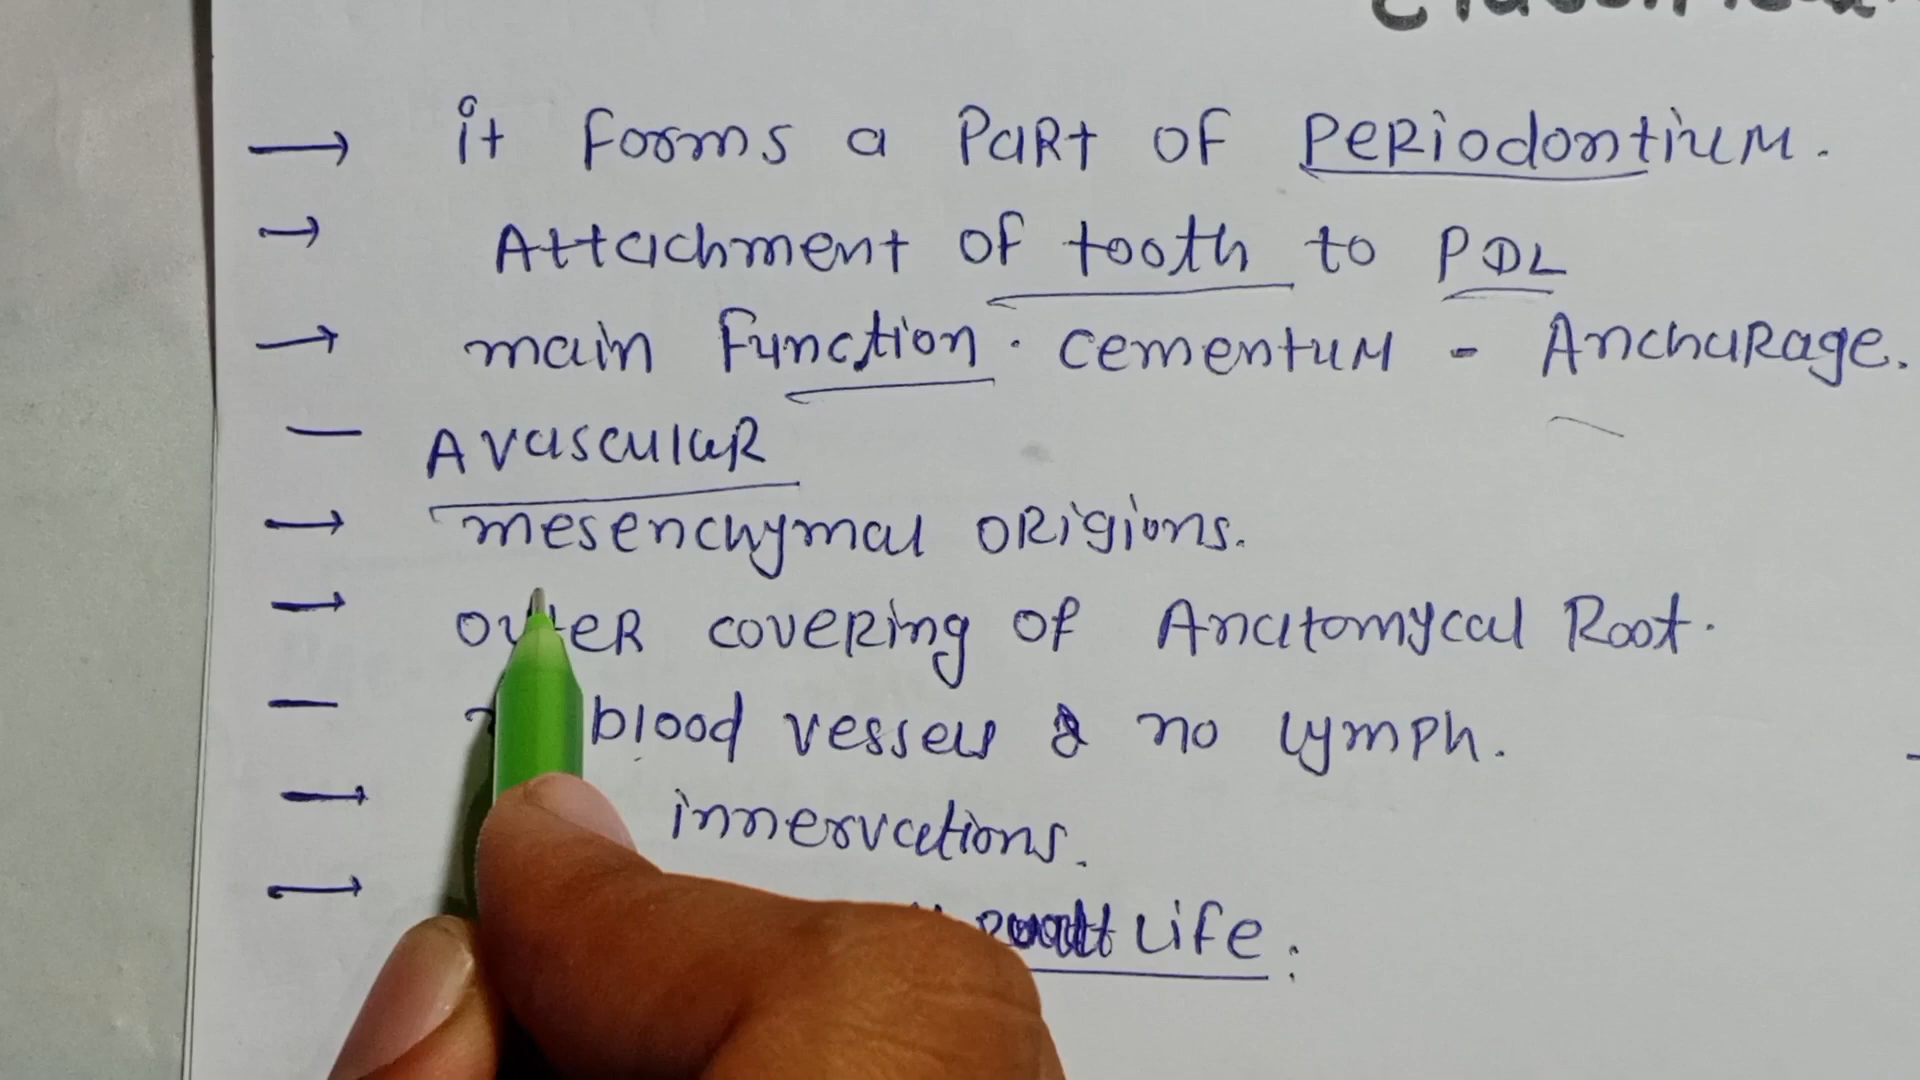 → it forms a PaRt of PeRiodontium.
→ Attachment of tooth to PDL
→ main Function. cementum - AnchaRage.
— AvasculaR
→ mesenchymal oRigions.
→ outeR coveRing of Anatomycal Root.
— blood vessels & no lymph.
→ innervations.
→ Life: